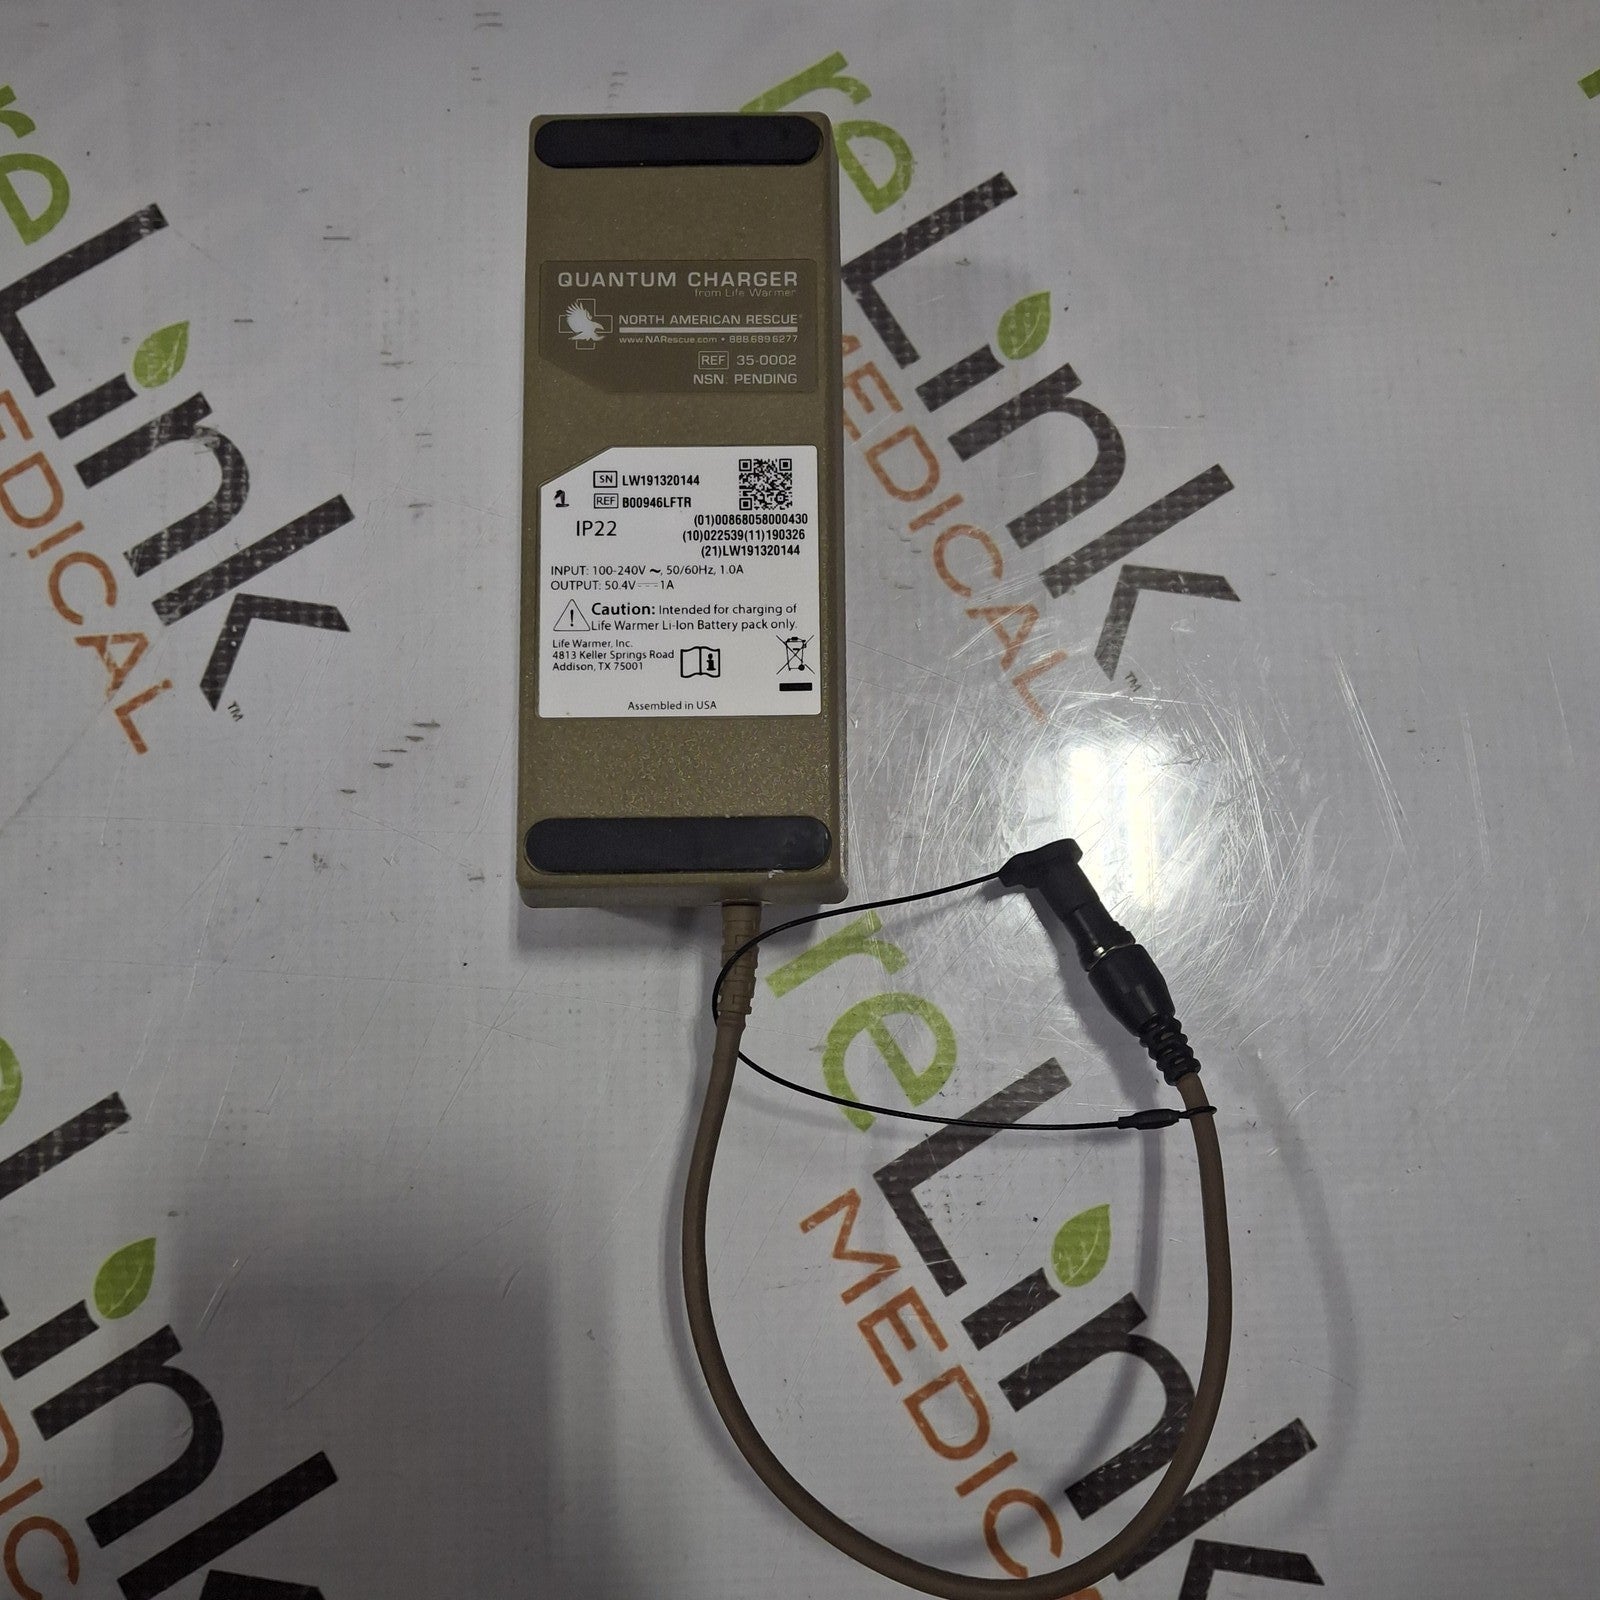 QUANTUM CHARGER
from Life Warmer
NORTH AMERICAN RESCUE®
www.NARescue.com • 888.689.6277
REF 35-0002
NSN: PENDING
SN LW191320144
1 REF B00946LFTR
IP22
(01)00868058000430
(10)022539(11)190326
(21)LW191320144
INPUT: 100-240V ~, 50/60Hz, 1.0A
OUTPUT: 50.4V⎓1A
Caution: Intended for charging of
Life Warmer Li-Ion Battery pack only.
Life Warmer, Inc.
4813 Keller Springs Road
Addison, TX 75001
Assembled in USA
reLink
MEDICAL
™
reLink
MEDICAL
™
reLink
MEDICAL
reLink
MEDICAL